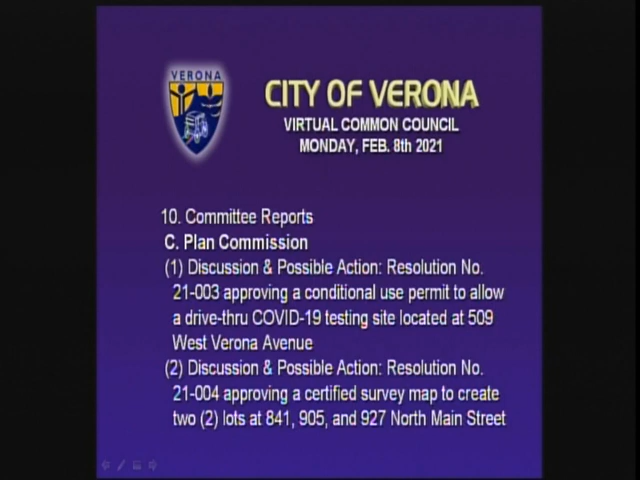 VERONA
CITY OF VERONA
VIRTUAL COMMON COUNCIL
MONDAY, FEB. 8th 2021
10. Committee Reports
C. Plan Commission
(1) Discussion & Possible Action: Resolution No.
21-003 approving a conditional use permit to allow
a drive-thru COVID-19 testing site located at 509
West Verona Avenue
(2) Discussion & Possible Action: Resolution No.
21-004 approving a certified survey map to create
two (2) lots at 841, 905, and 927 North Main Street